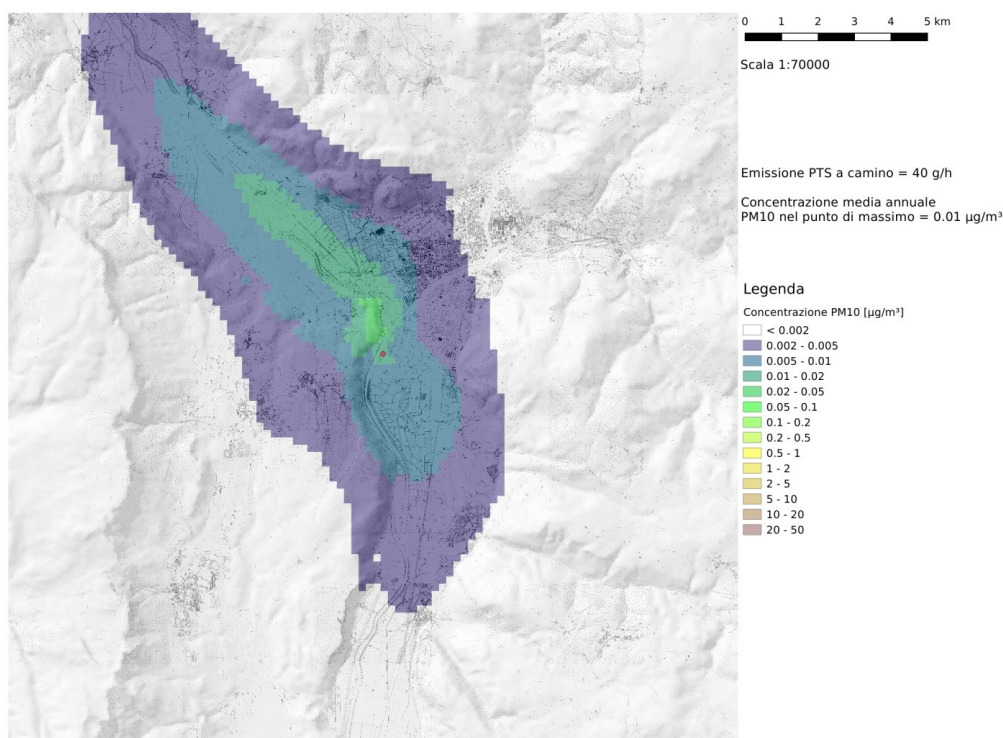 0 1 2 3 4 5 km
Scala 1:70000
Emissione PTS a camino = 40 g/h
Concentrazione media annuale
PM10 nel punto di massimo = 0.01 µg/m³
Legenda
Concentrazione PM10 [µg/m³]
< 0.002
0.002 - 0.005
0.005 - 0.01
0.01 - 0.02
0.02 - 0.05
0.05 - 0.1
0.1 - 0.2
0.2 - 0.5
0.5 - 1
1 - 2
2 - 5
5 - 10
10 - 20
20 - 50